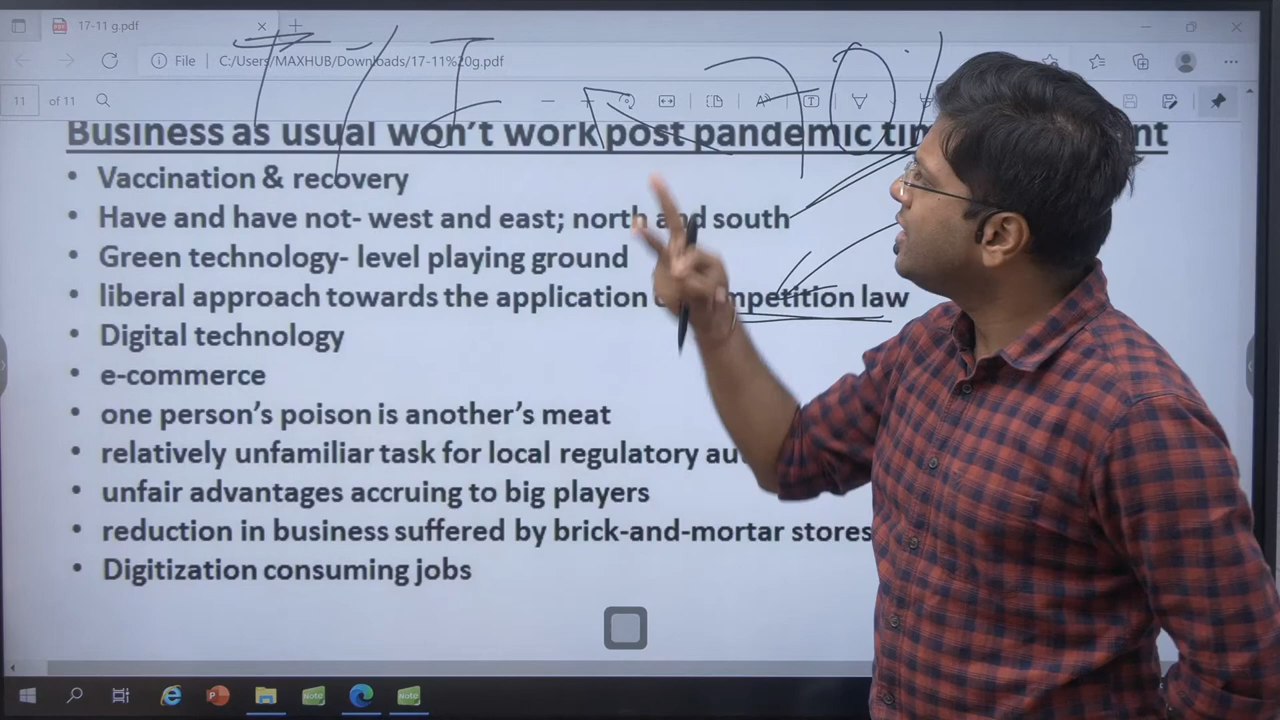 17-11 g.pdf
File C:/Users/MAXHUB/Downloads/17-11%20g.pdf
11 of 11
Business as usual won't work post pandemic
• Vaccination & recovery
• Have and have not- west and east; north and south
• Green technology- level playing ground
• liberal approach towards the application competition law
• Digital technology
• e-commerce
• one person's poison is another's meat
• relatively unfamiliar task for local regulatory
• unfair advantages accruing to big players
• reduction in business suffered by brick-and-mortar stores
• Digitization consuming jobs